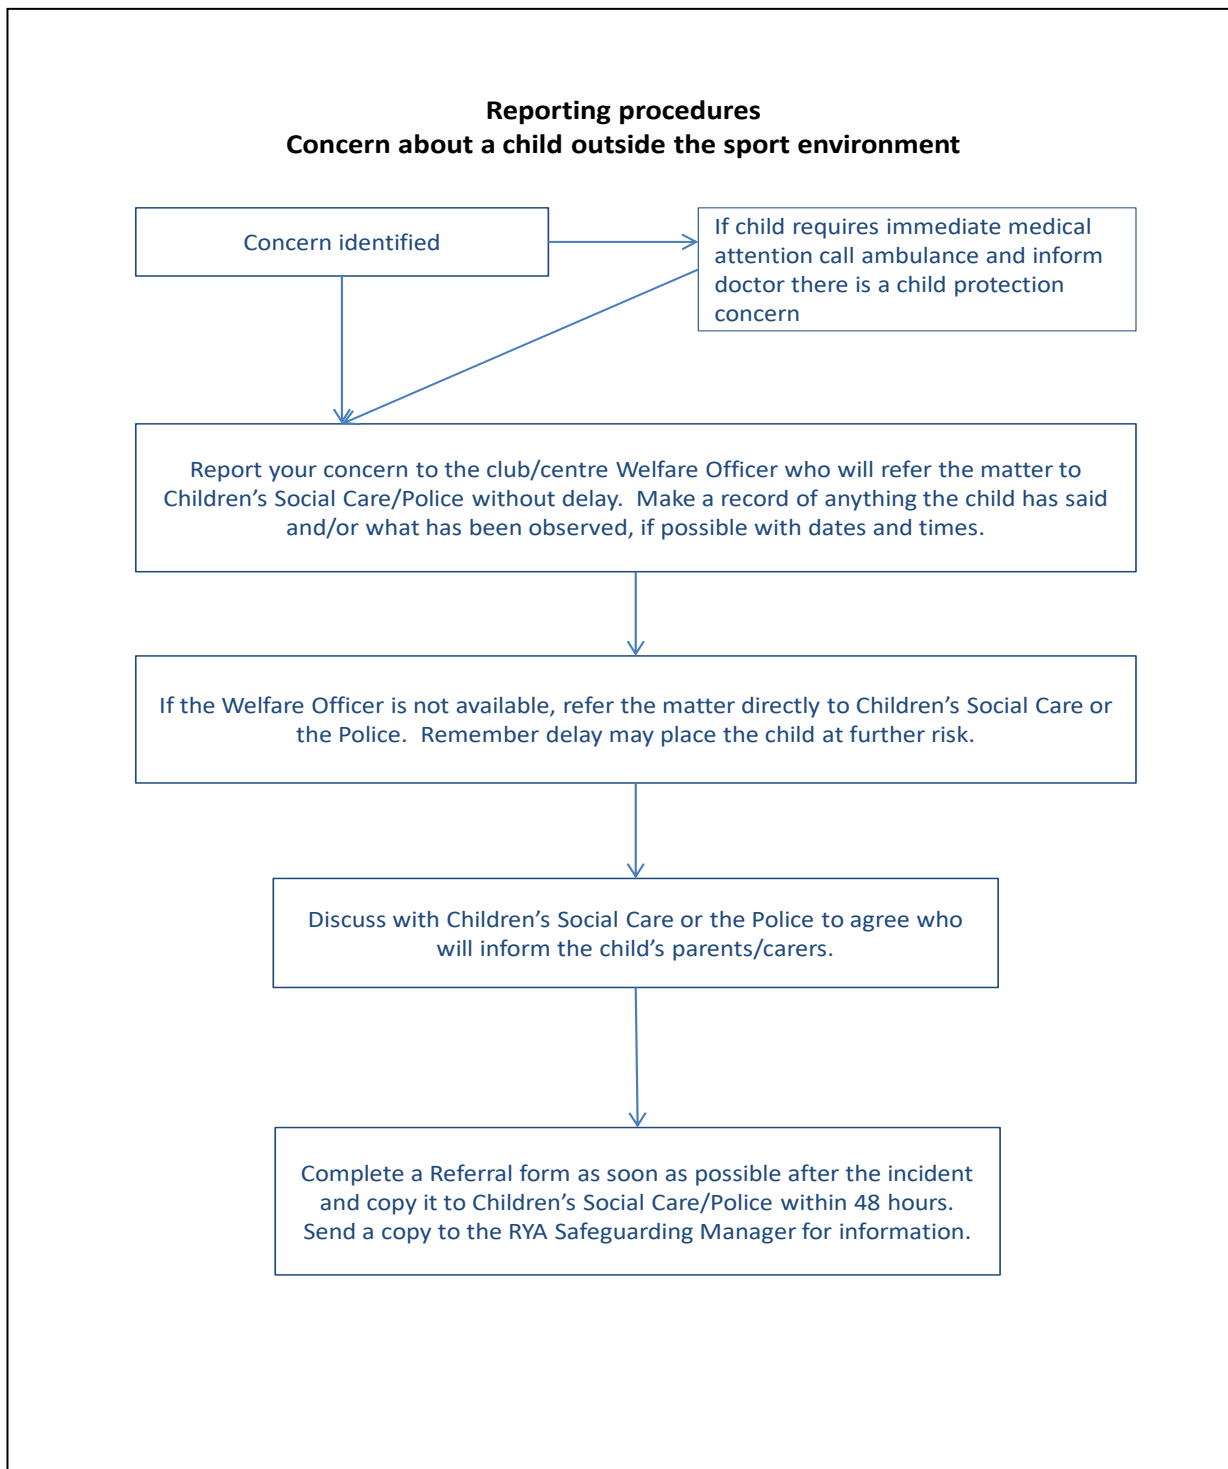 Reporting procedures
Concern about a child outside the sport environment
Concern identified
If child requires immediate medical
attention call ambulance and inform
doctor there is a child protection
concern
Report your concern to the club/centre Welfare Officer who will refer the matter to
Children’s Social Care/Police without delay.  Make a record of anything the child has said
and/or what has been observed, if possible with dates and times.
If the Welfare Officer is not available, refer the matter directly to Children’s Social Care or
the Police.  Remember delay may place the child at further risk.
Discuss with Children’s Social Care or the Police to agree who
will inform the child’s parents/carers.
Complete a Referral form as soon as possible after the incident
and copy it to Children’s Social Care/Police within 48 hours.
Send a copy to the RYA Safeguarding Manager for information.